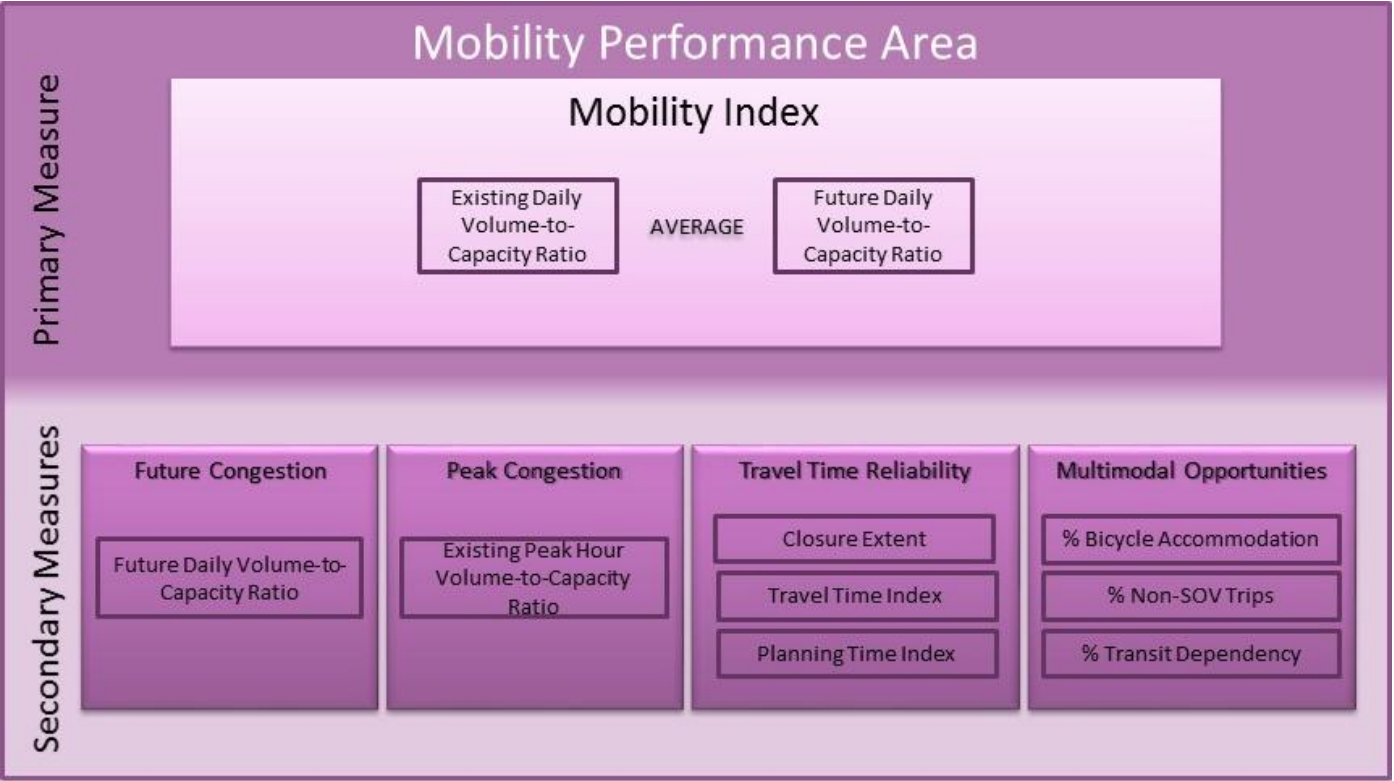 Mobility Performance Area
Primary Measure
Mobility Index
Existing Daily
Volume-to-
Capacity Ratio
AVERAGE
Future Daily
Volume-to-
Capacity Ratio
Secondary Measures
Future Congestion
Future Daily Volume-to-
Capacity Ratio
Peak Congestion
Existing Peak Hour
Volume-to-Capacity
Ratio
Travel Time Reliability
Closure Extent
Travel Time Index
Planning Time Index
Multimodal Opportunities
% Bicycle Accommodation
% Non-SOV Trips
% Transit Dependency